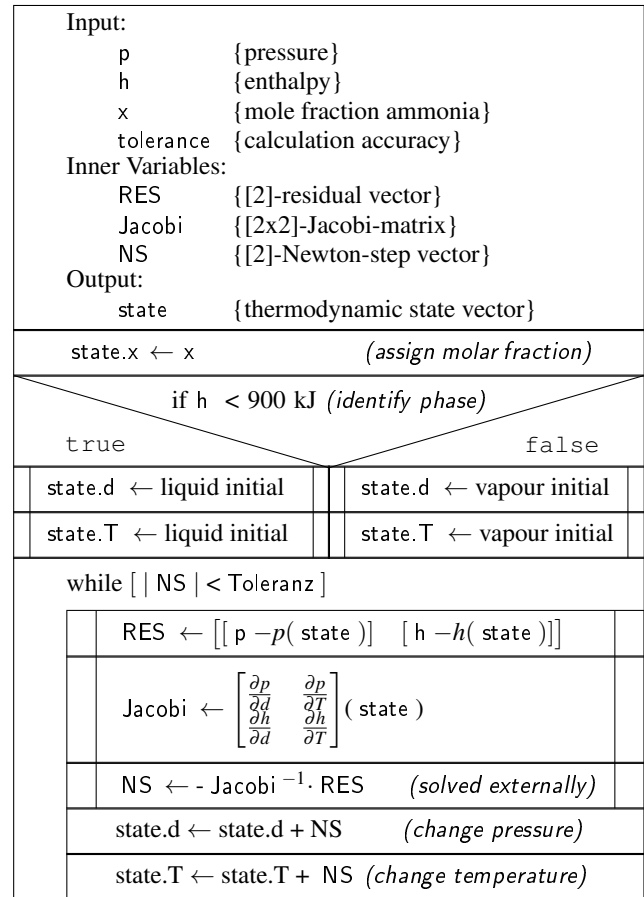 Input:
p {pressure}
h {enthalpy}
x {mole fraction ammonia}
tolerance {calculation accuracy}
Inner Variables:
RES {[2]-residual vector}
Jacobi {[2x2]-Jacobi-matrix}
NS {[2]-Newton-step vector}
Output:
state {thermodynamic state vector}
state.x ← x (assign molar fraction)
if h < 900 kJ (identify phase)
true false
state.d ← liquid initial state.d ← vapour initial
state.T ← liquid initial state.T ← vapour initial
while [ | NS | < Toleranz ]
RES ← [[ p −p( state )] [ h −h( state )]]
Jacobi ← [∂p/∂d ∂p/∂T
∂h/∂d ∂h/∂T] ( state )
NS ← - Jacobi ⁻¹· RES (solved externally)
state.d ← state.d + NS (change pressure)
state.T ← state.T + NS (change temperature)